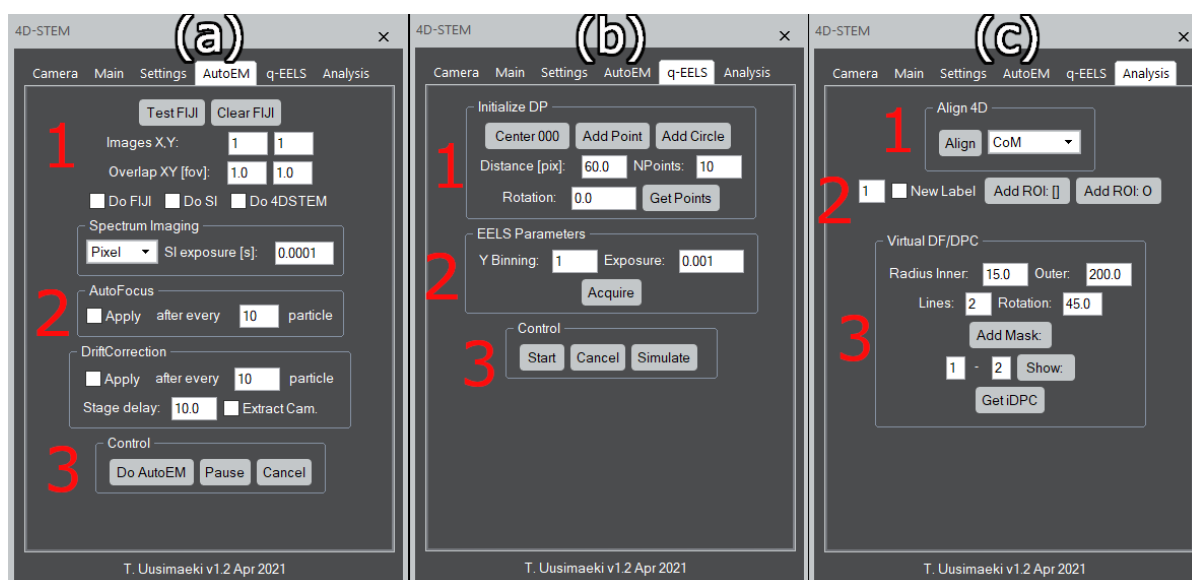 (a)
4D-STEM ×
Camera Main Settings AutoEM q-EELS Analysis
1
Test FIJI Clear FIJI
Images X,Y: 1 1
Overlap XY [fov]: 1.0 1.0
Do FIJI Do SI Do 4DSTEM
Spectrum Imaging
Pixel SI exposure [s]: 0.0001
2
AutoFocus
Apply after every 10 particle
DriftCorrection
Apply after every 10 particle
Stage delay: 10.0 Extract Cam.
3
Control
Do AutoEM Pause Cancel
T. Uusimaeki v1.2 Apr 2021
(b)
4D-STEM ×
Camera Main Settings AutoEM q-EELS Analysis
1
Initialize DP
Center 000 Add Point Add Circle
Distance [pix]: 60.0 NPoints: 10
Rotation: 0.0 Get Points
2
EELS Parameters
Y Binning: 1 Exposure: 0.001
Acquire
3
Control
Start Cancel Simulate
T. Uusimaeki v1.2 Apr 2021
(c)
4D-STEM ×
Camera Main Settings AutoEM q-EELS Analysis
1
Align 4D
Align CoM
2
1 New Label Add ROI: [] Add ROI: O
3
Virtual DF/DPC
Radius Inner: 15.0 Outer: 200.0
Lines: 2 Rotation: 45.0
Add Mask:
1 - 2 Show:
Get iDPC
T. Uusimaeki v1.2 Apr 2021